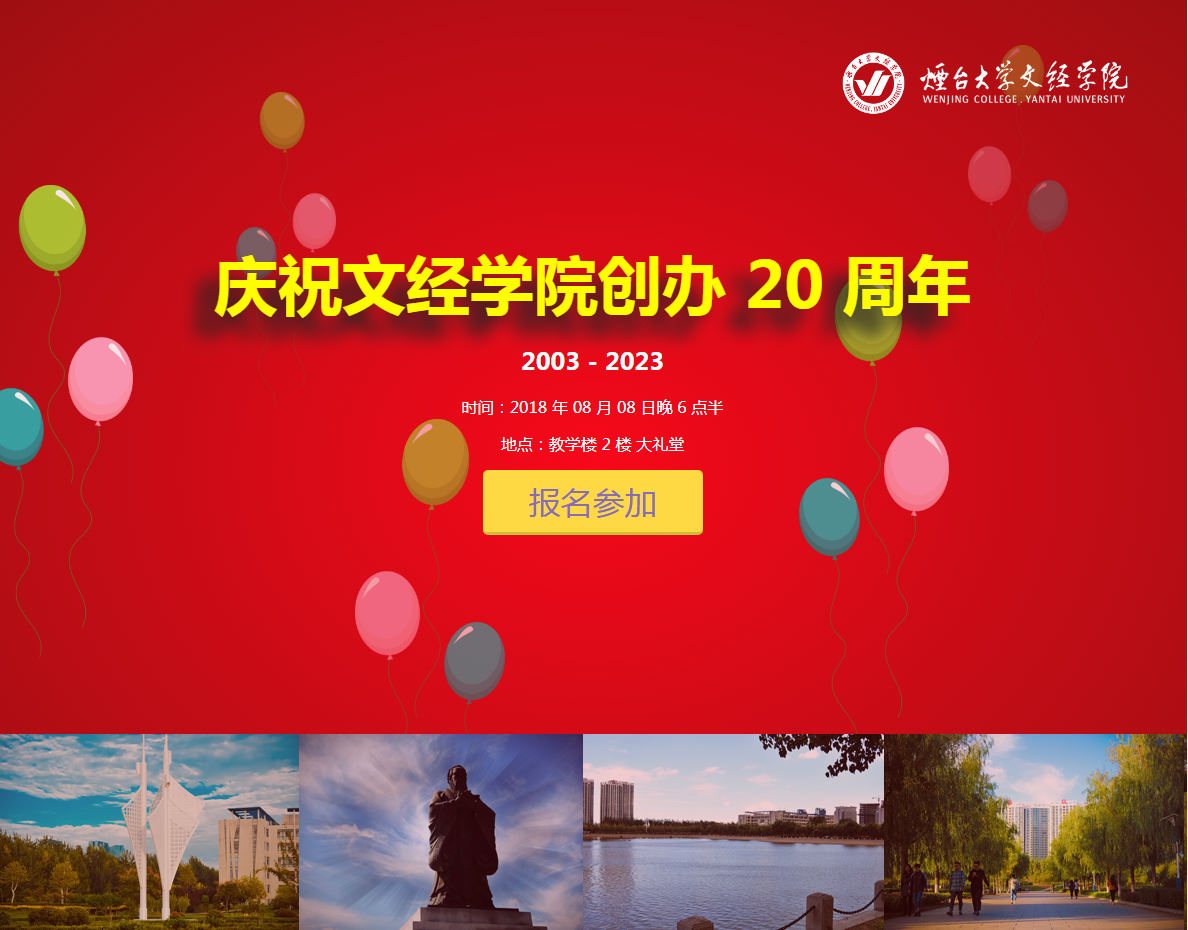 煙台大学文经学院
WENJING COLLEGE, YANTAI UNIVERSITY
庆祝文经学院创办 20 周年
2003 - 2023
时间：2018 年 08 月 08 日晚 6 点半
地点：教学楼 2 楼 大礼堂
报名参加